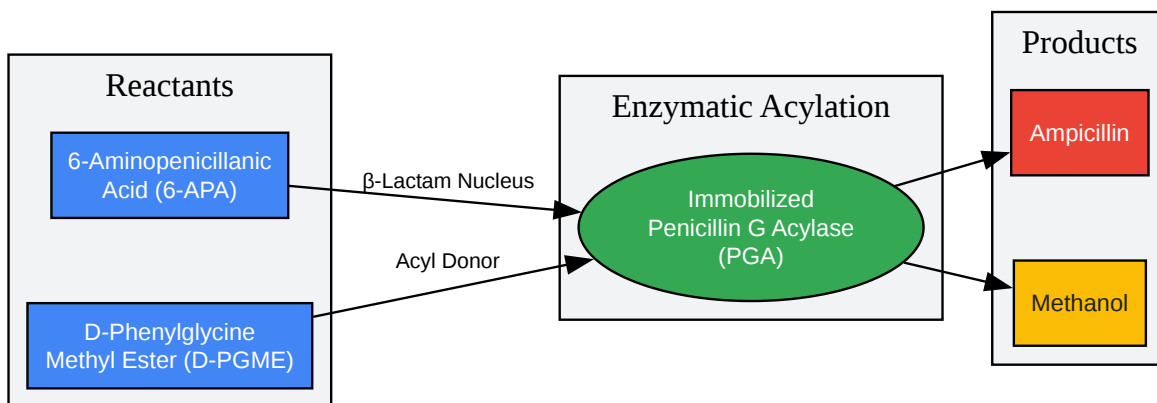 Reactants
6-Aminopenicillanic
Acid (6-APA)
D-Phenylglycine
Methyl Ester (D-PGME)
β-Lactam Nucleus
Acyl Donor
Enzymatic Acylation
Immobilized
Penicillin G Acylase
(PGA)
Products
Ampicillin
Methanol